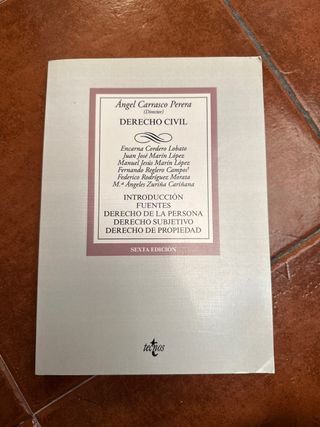 Ángel Carrasco Perera
(Director)
DERECHO CIVIL
Encarna Cordero Lobato
Juan José Marín López
Manuel Jesús Marín López
Fernando Reglero Campos†
Federico Rodríguez Morata
M.ª Ángeles Zurita Cariñana
INTRODUCCIÓN
FUENTES
DERECHO DE LA PERSONA
DERECHO SUBJETIVO
DERECHO DE PROPIEDAD
SEXTA EDICIÓN
tecnos